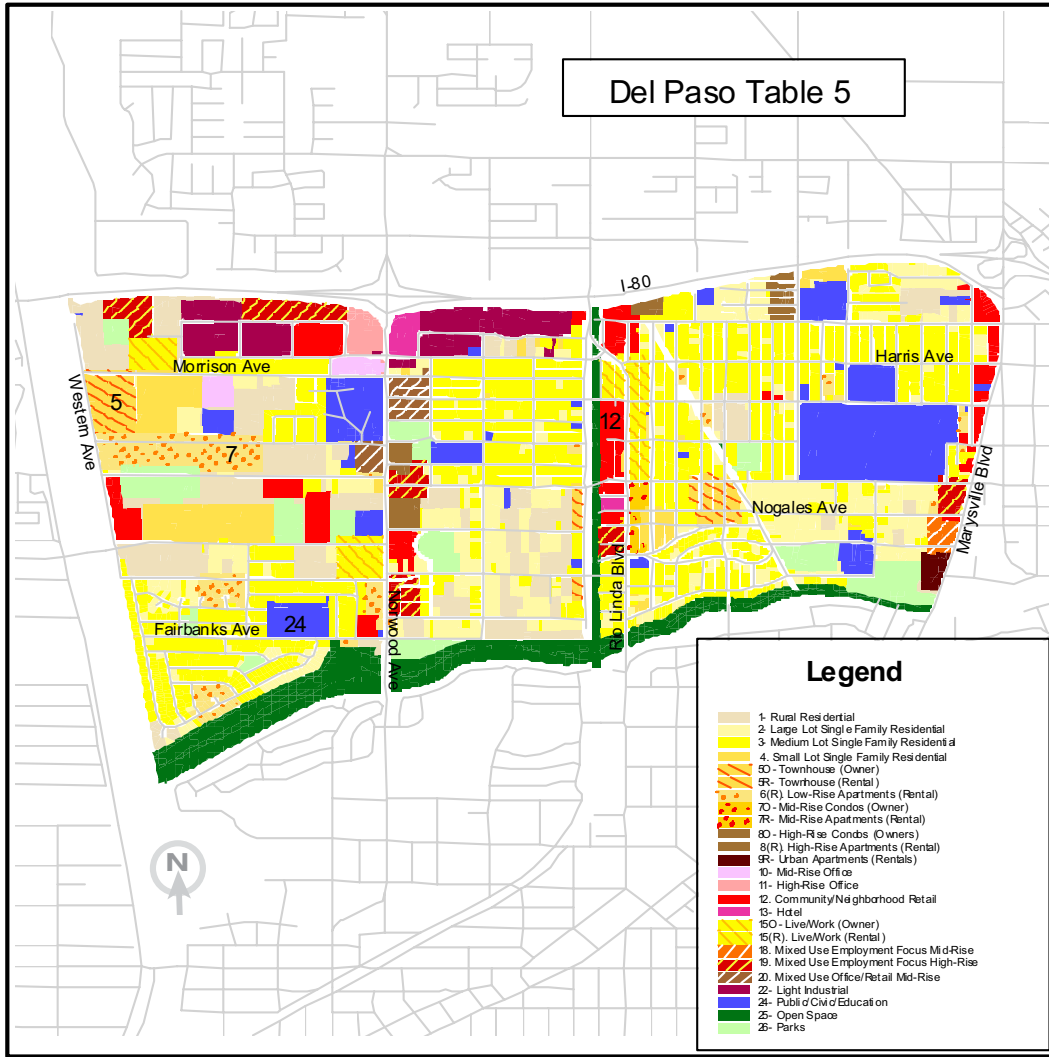 Del Paso Table 5
I-80
Morrison Ave
Harris Ave
Western Ave
5
12
7
Nogales Ave
Marysville Blvd
Rio Linda Blvd
Norwood Ave
Fairbanks Ave
24
N
Legend
1- Rural Residential
2- Large Lot Single Family Residential
3- Medium Lot Single Family Residential
4. Small Lot Single Family Residential
5O- Townhouse (Owner)
5R- Townhouse (Rental)
6(R). Low-Rise Apartments (Rental)
7O- Mid-Rise Condos (Owner)
7R- Mid-Rise Apartments (Rental)
8O- High-Rise Condos (Owners)
8(R). High-Rise Apartments (Rental)
9R- Urban Apartments (Rentals)
10- Mid-Rise Office
11- High-Rise Office
12. Community/Neighborhood Retail
13- Hotel
15O- Live/Work (Owner)
15(R). Live/Work (Rental)
18. Mixed Use Employment Focus Mid-Rise
19. Mixed Use Employment Focus High-Rise
20. Mixed Use Office/Retail Mid-Rise
22- Light Industrial
24- Public/Civic/Education
25- Open Space
26- Parks